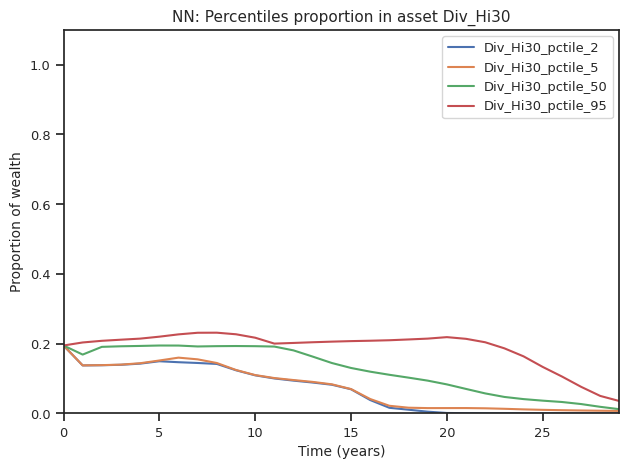 NN: Percentiles proportion in asset Div_Hi30
Div_Hi30_pctile_2
Div_Hi30_pctile_5
Div_Hi30_pctile_50
Div_Hi30_pctile_95
Proportion of wealth
1.0
0.8
0.6
0.4
0.2
0.0
0 5 10 15 20 25
Time (years)